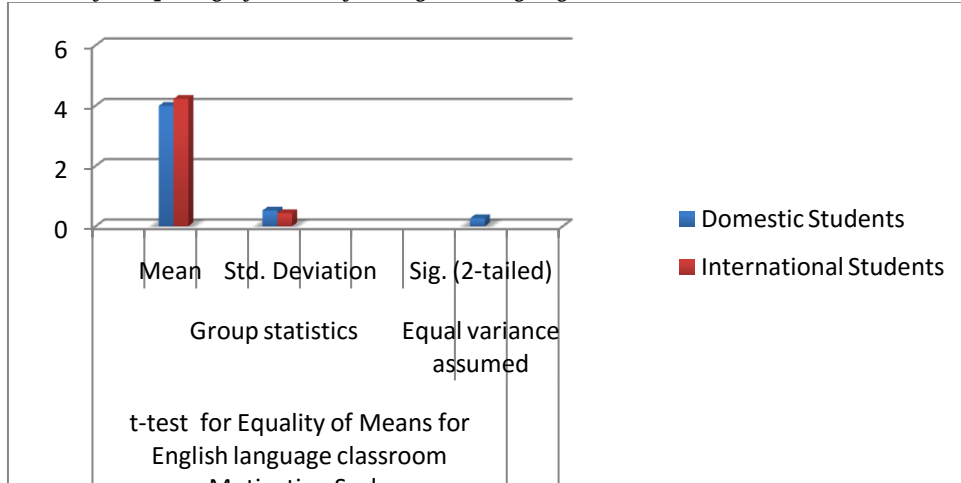 6
4
2
0
Mean Std. Deviation Sig. (2-tailed)
Group statistics Equal variance
assumed
t-test for Equality of Means for
English language classroom
Domestic Students
International Students